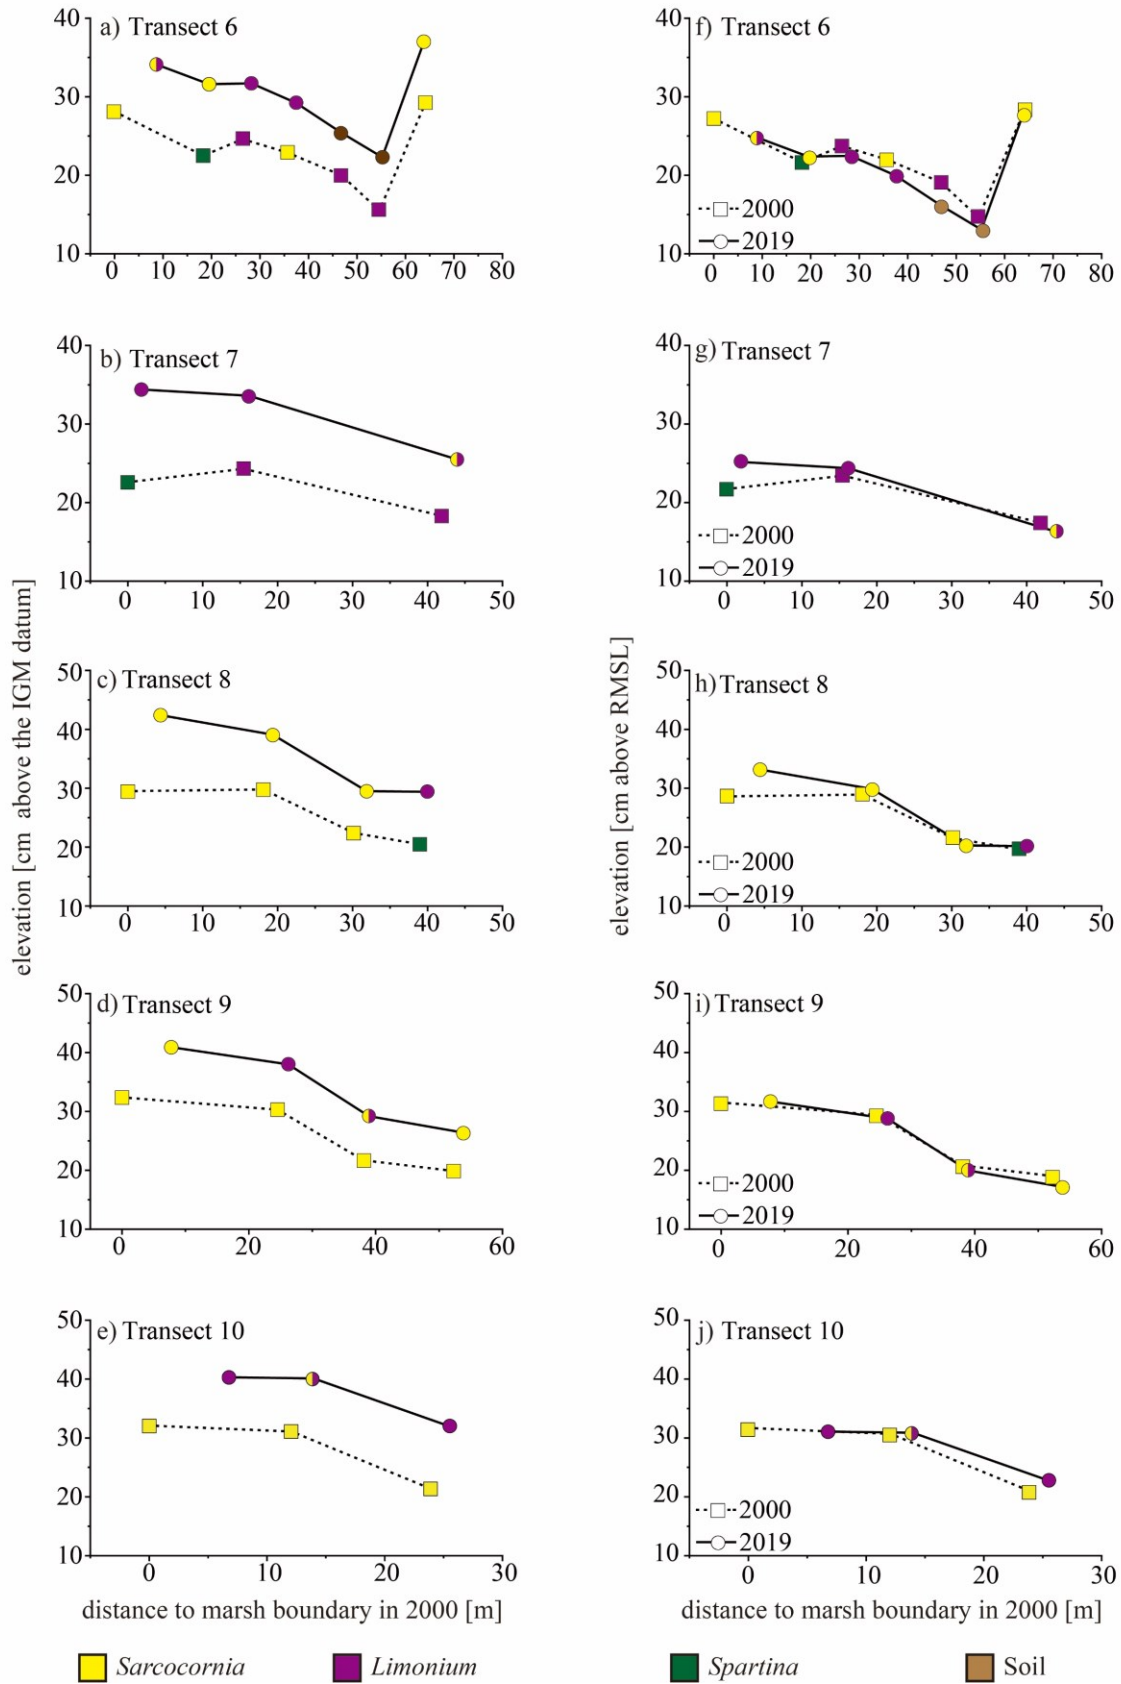 a) Transect 6
40
30
20
10
0 10 20 30 40 50 60 70 80
f) Transect 6
40
30
20
10
2000
2019
0 10 20 30 40 50 60 70 80
b) Transect 7
40
30
20
10
0 10 20 30 40 50
g) Transect 7
40
30
20
10
2000
2019
0 10 20 30 40 50
elevation [cm above the IGM datum]
elevation [cm above RMSL]
c) Transect 8
50
40
30
20
10
0 10 20 30 40 50
h) Transect 8
50
40
30
20
10
2000
2019
0 10 20 30 40 50
d) Transect 9
50
40
30
20
10
0 20 40 60
i) Transect 9
50
40
30
20
10
2000
2019
0 20 40 60
e) Transect 10
50
40
30
20
10
0 10 20 30
distance to marsh boundary in 2000 [m]
j) Transect 10
50
40
30
20
10
2000
2019
0 10 20 30
distance to marsh boundary in 2000 [m]
Sarcocornia Limonium Spartina Soil